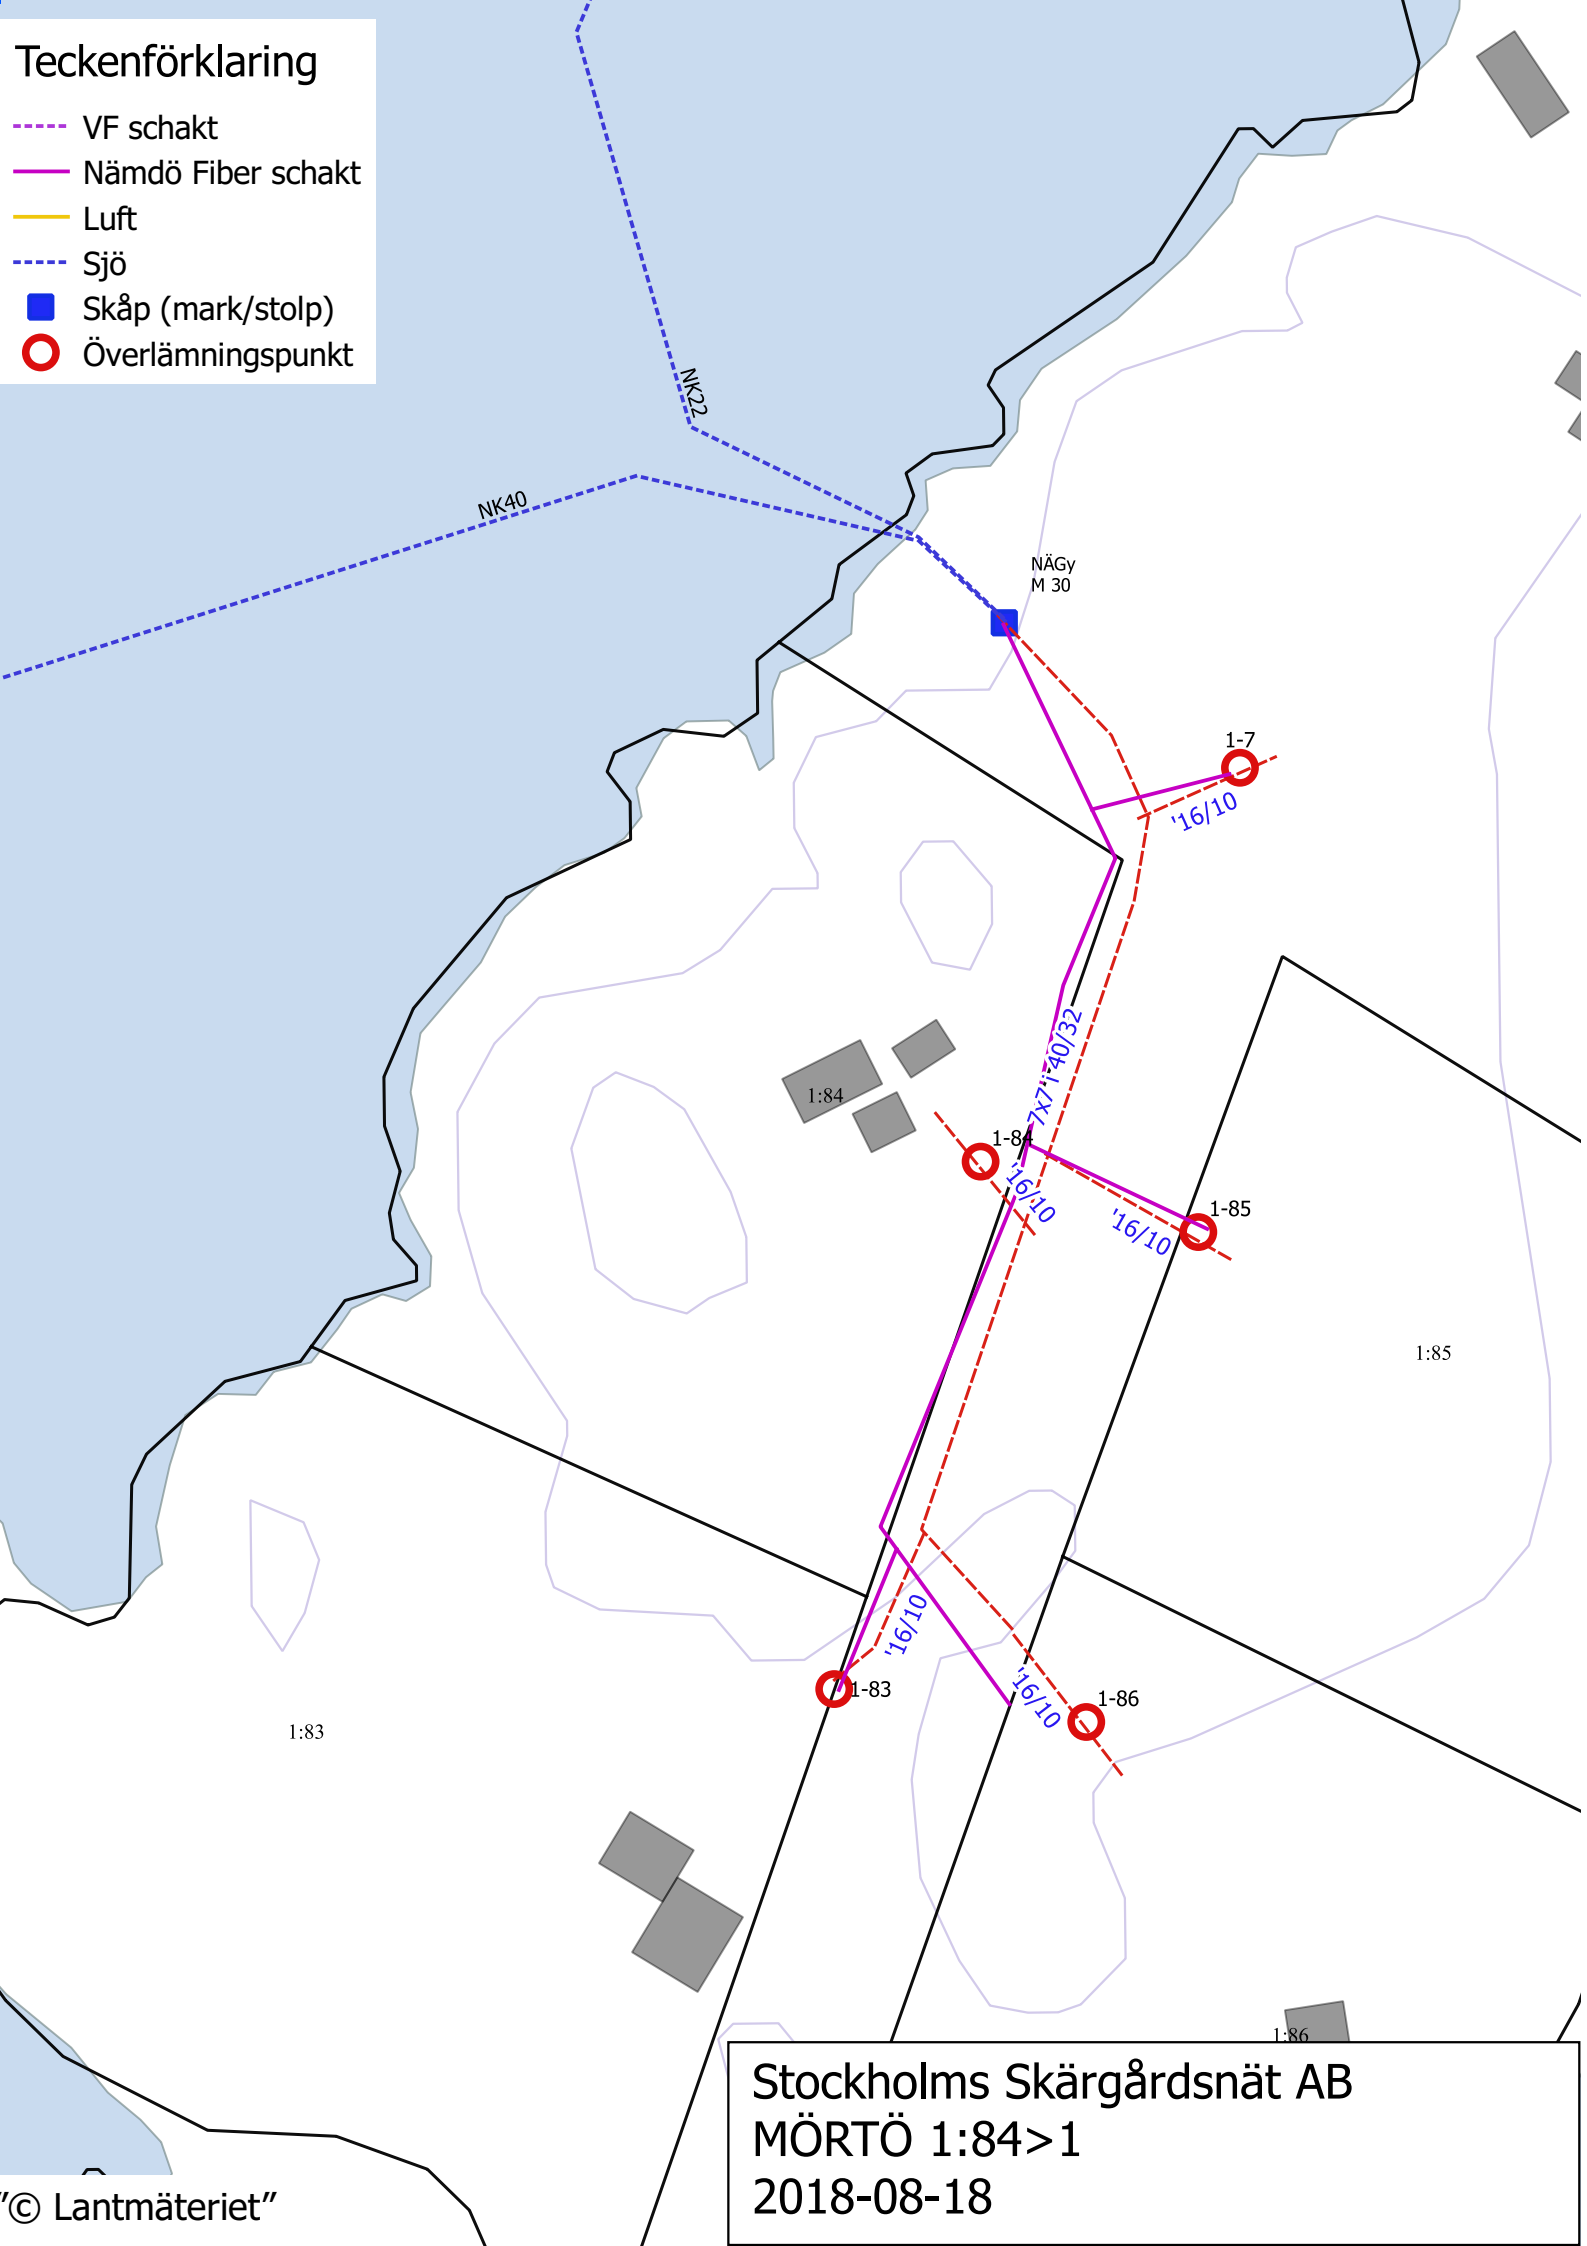 Teckenförklaring
VF schakt
Nämdö Fiber schakt
Luft
Sjö
Skåp (mark/stolp)
Överlämningspunkt
NK22
NK40
NÄGy
M 30
1-7
'16/10
7x7 i 40/32
1:84
1-84
'16/10
1-85
'16/10
1:85
'16/10
1-83
'16/10
1-86
1:83
1:86
Stockholms Skärgårdsnät AB
MÖRTÖ 1:84>1
2018-08-18
"© Lantmäteriet"